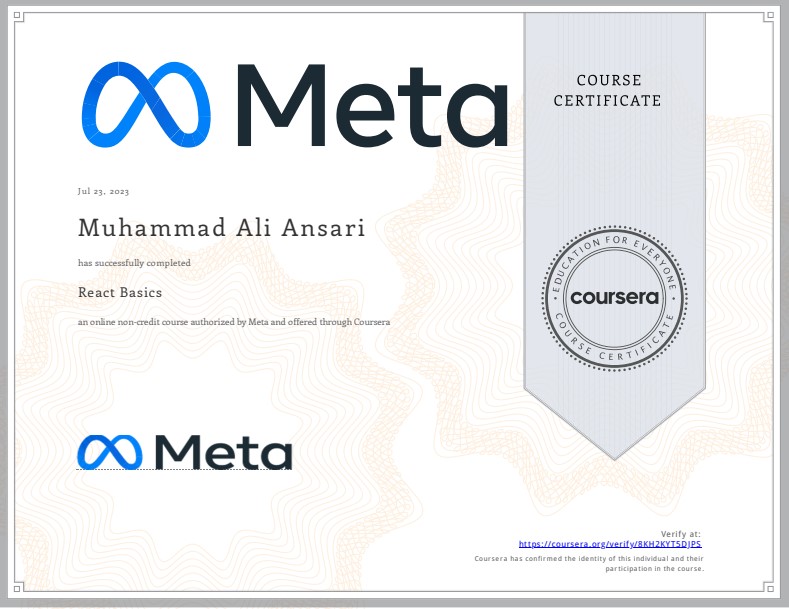 Meta
COURSE
CERTIFICATE
Jul 23, 2023
Muhammad Ali Ansari
has successfully completed
React Basics
an online non-credit course authorized by Meta and offered through Coursera
EDUCATION FOR EVERYONE
coursera
COURSE CERTIFICATE
Meta
Verify at:
https://coursera.org/verify/8KH2KYT5DJPS
Coursera has confirmed the identity of this individual and their
participation in the course.